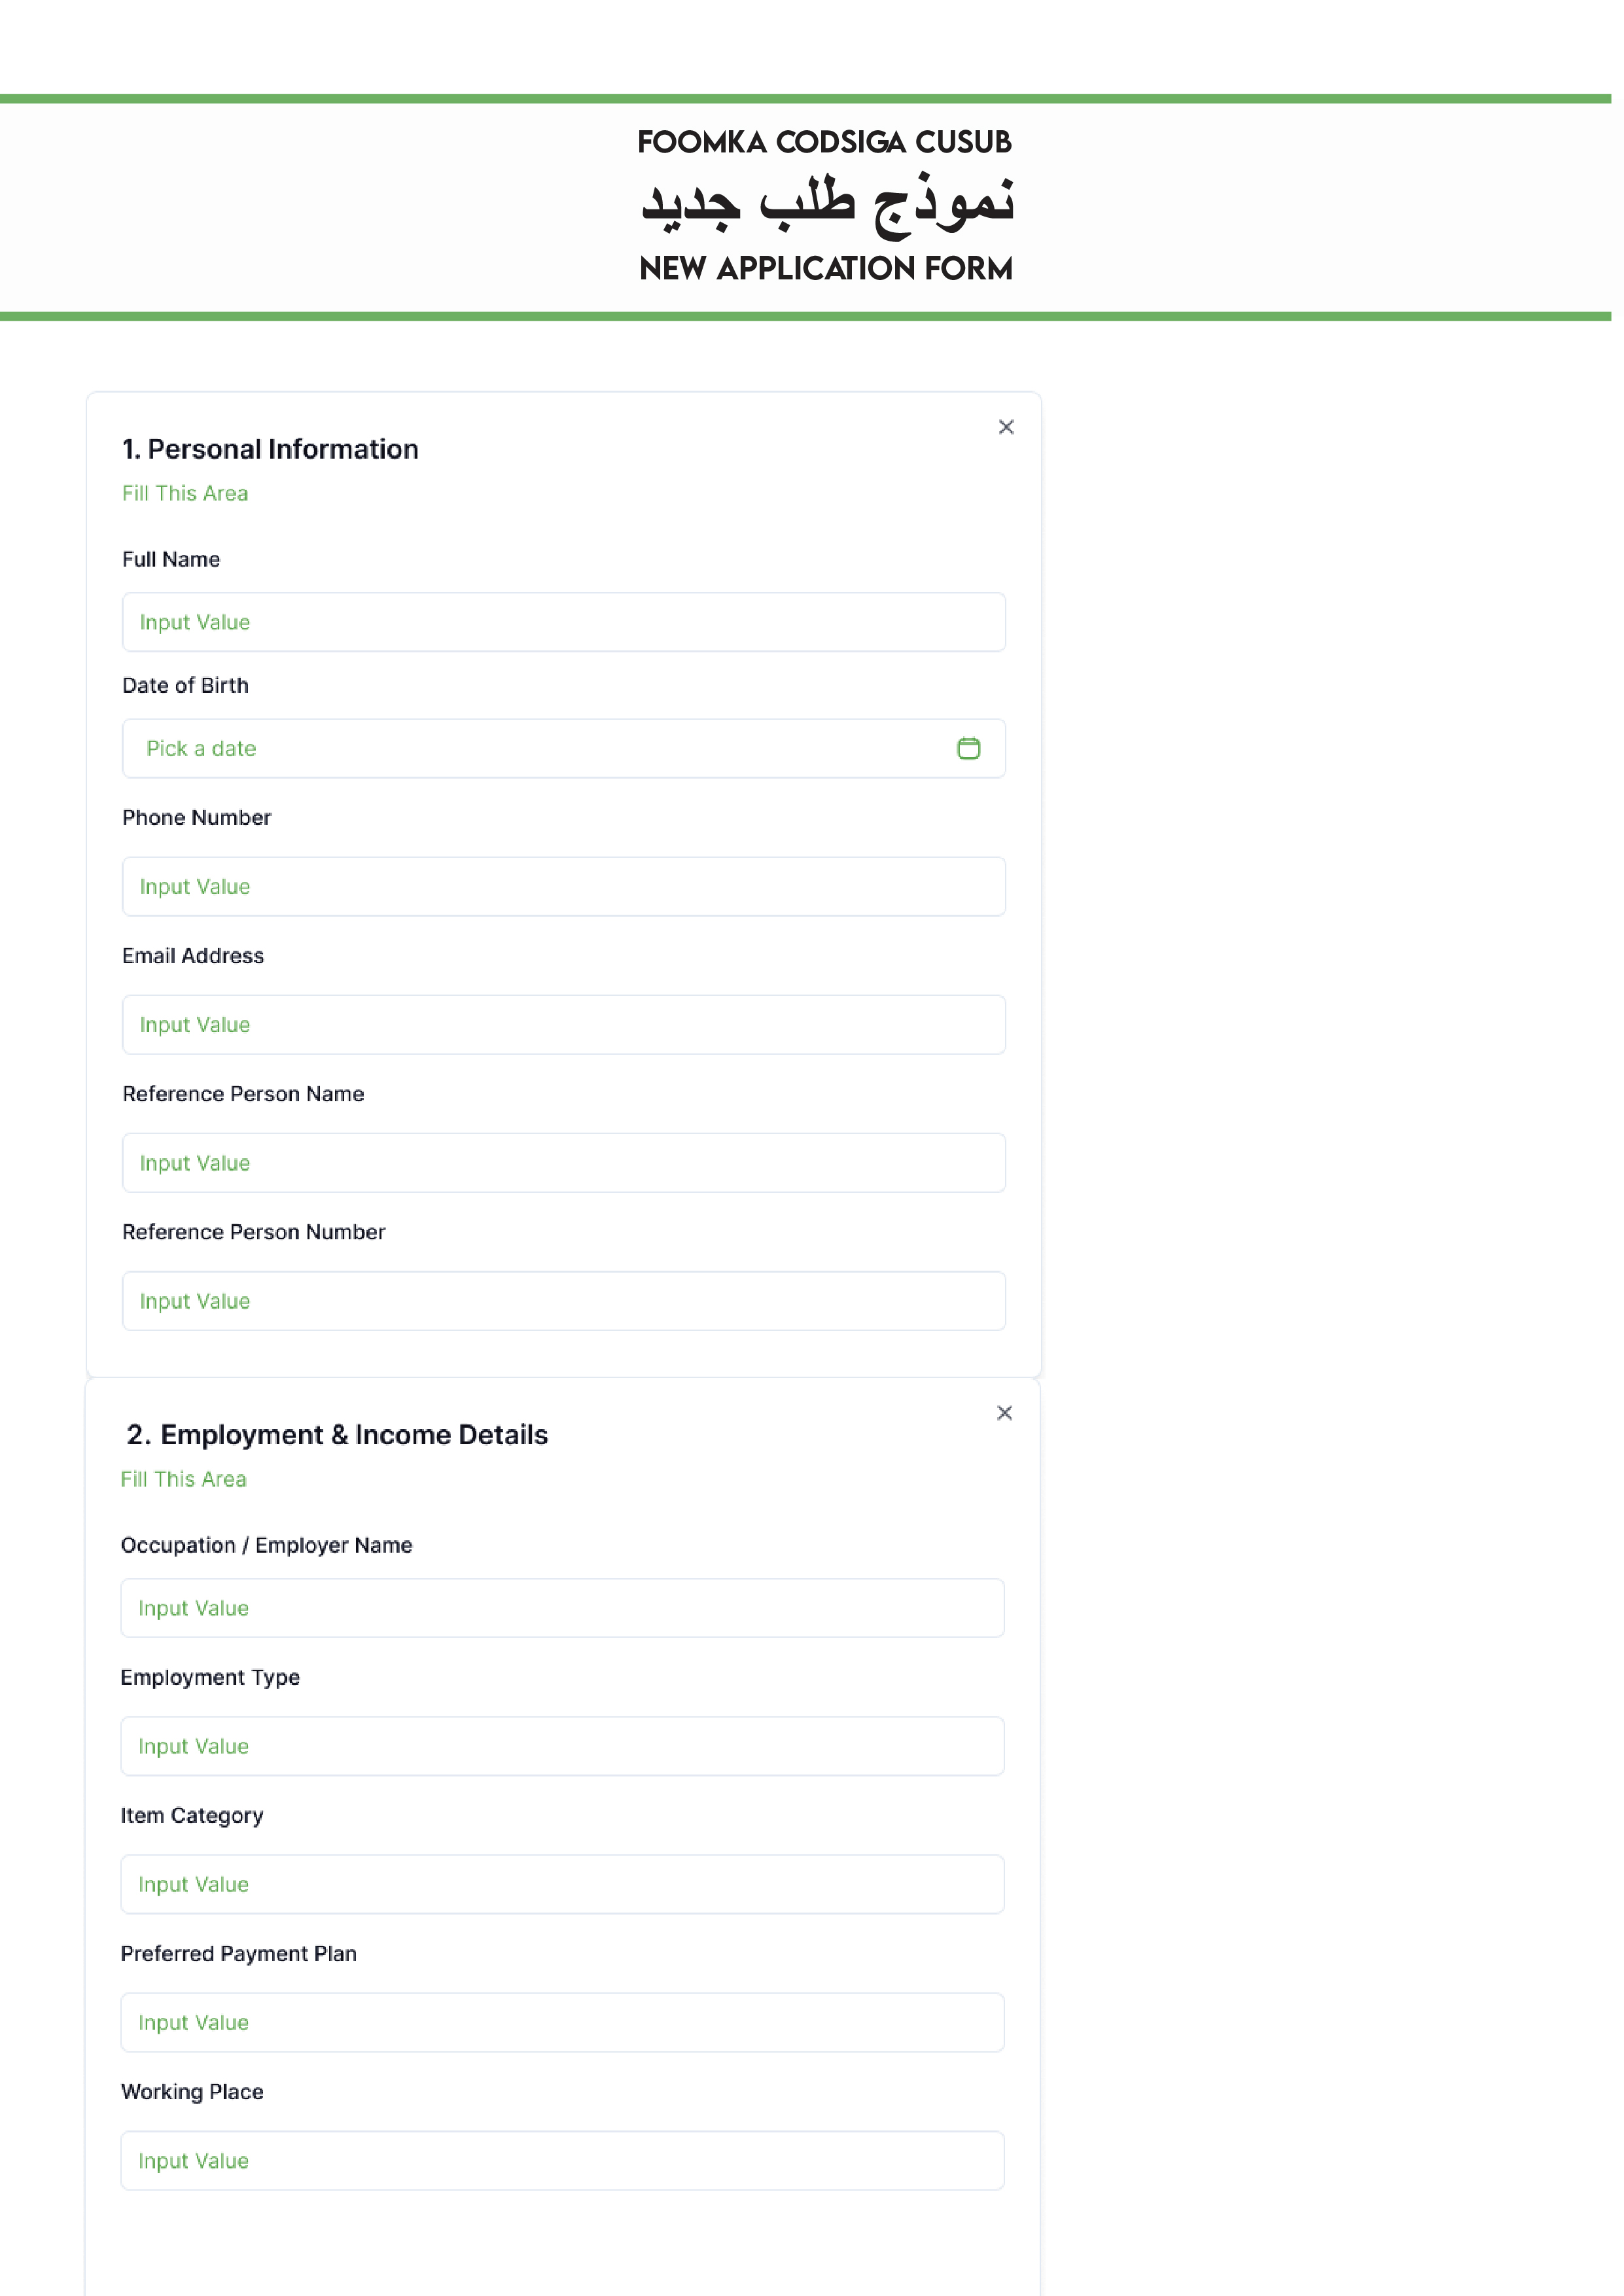 FOOMKA CODSIGA CUSUB
نموذج طلب جديد
NEW APPLICATION FORM
1. Personal Information
Fill This Area
Full Name
Input Value
Date of Birth
Pick a date
Phone Number
Input Value
Email Address
Input Value
Reference Person Name
Input Value
Reference Person Number
Input Value
2. Employment & Income Details
Fill This Area
Occupation / Employer Name
Input Value
Employment Type
Input Value
Item Category
Input Value
Preferred Payment Plan
Input Value
Working Place
Input Value